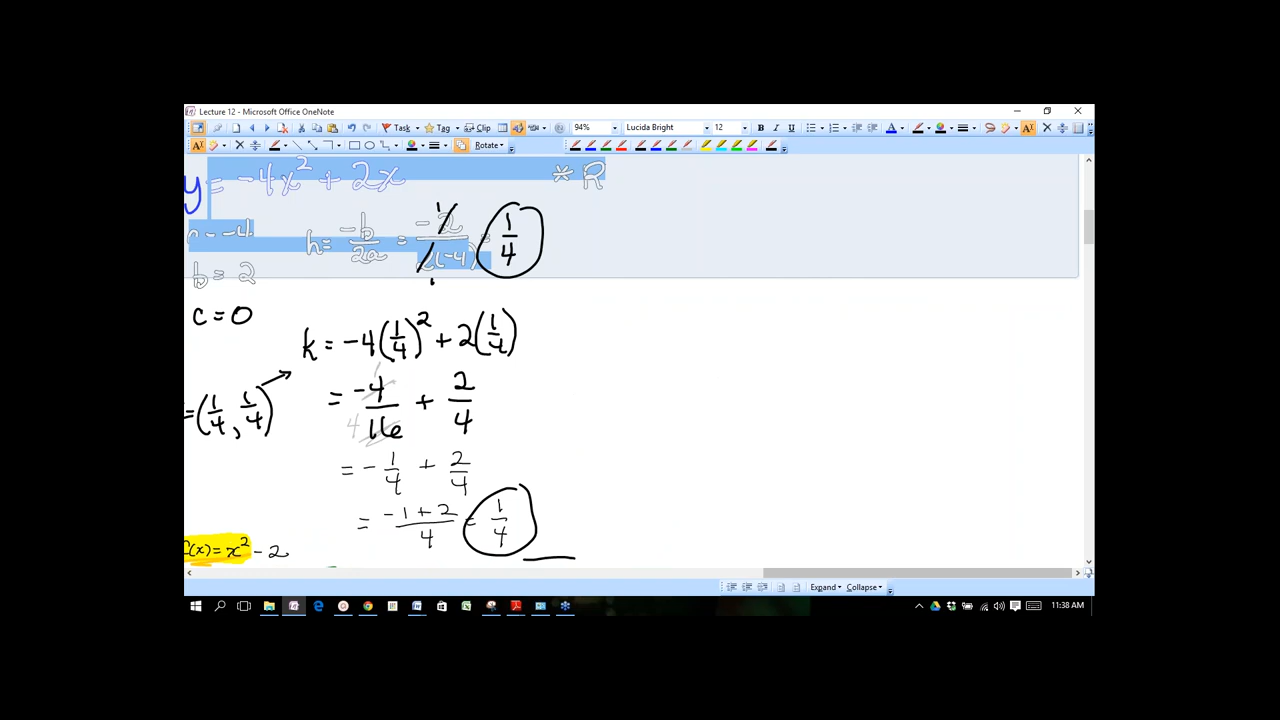 Lecture 12 - Microsoft Office OneNote
Task Tag Clip 94% Lucida Bright 12 B I U A
Rotate
y = -4x² + 2x * R
a = -4 h = -b/2a = -2/2(-4) = 1/4
b = 2
c = 0
k = -4(1/4)² + 2(1/4)
= -4/16 + 2/4
= (1/4, 1/4)
= -1/4 + 2/4
= -1+2/4 = 1/4
f(x) = x² - 2
Expand Collapse
11:38 AM